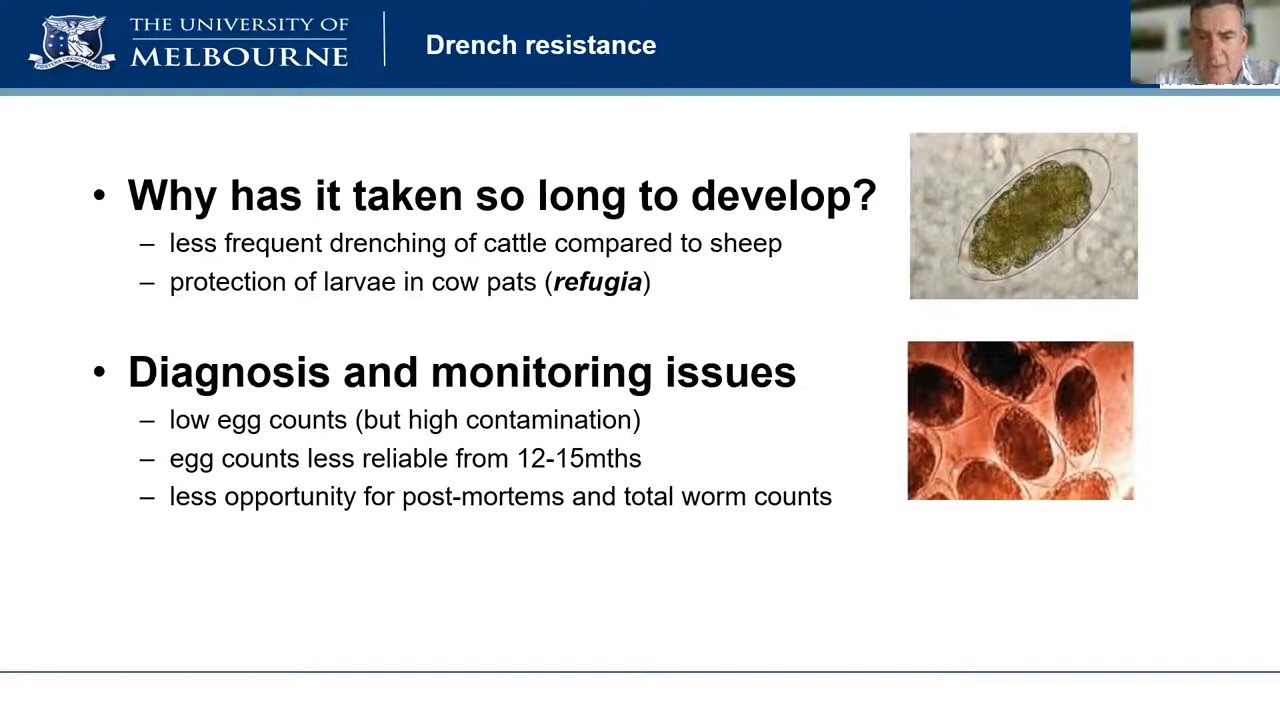 THE UNIVERSITY OF
MELBOURNE
Drench resistance
• Why has it taken so long to develop?
– less frequent drenching of cattle compared to sheep
– protection of larvae in cow pats (refugia)
• Diagnosis and monitoring issues
– low egg counts (but high contamination)
– egg counts less reliable from 12-15mths
– less opportunity for post-mortems and total worm counts